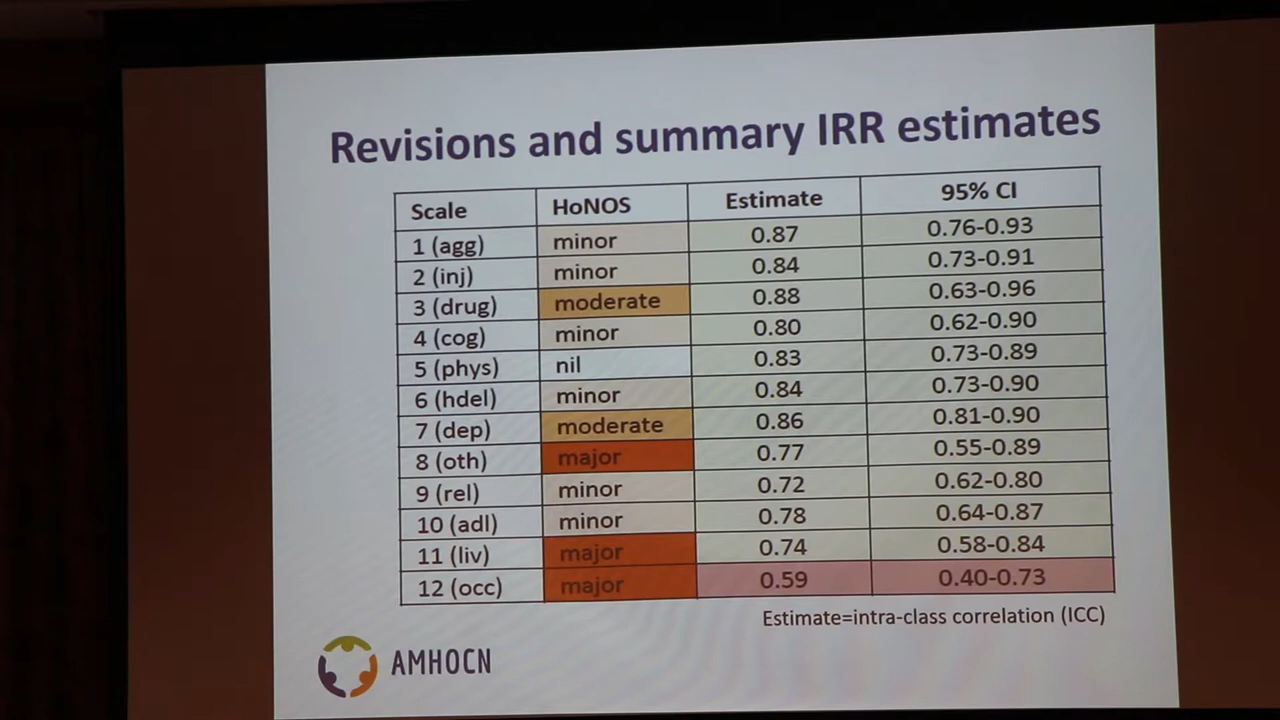 Revisions and summary IRR estimates
Scale HoNOS Estimate 95% CI
1 (agg) minor 0.87 0.76-0.93
2 (inj) minor 0.84 0.73-0.91
3 (drug) moderate 0.88 0.63-0.96
4 (cog) minor 0.80 0.62-0.90
5 (phys) nil 0.83 0.73-0.89
6 (hdel) minor 0.84 0.73-0.90
7 (dep) moderate 0.86 0.81-0.90
8 (oth) major 0.77 0.55-0.89
9 (rel) minor 0.72 0.62-0.80
10 (adl) minor 0.78 0.64-0.87
11 (liv) major 0.74 0.58-0.84
12 (occ) major 0.59 0.40-0.73
Estimate=intra-class correlation (ICC)
AMHOCN